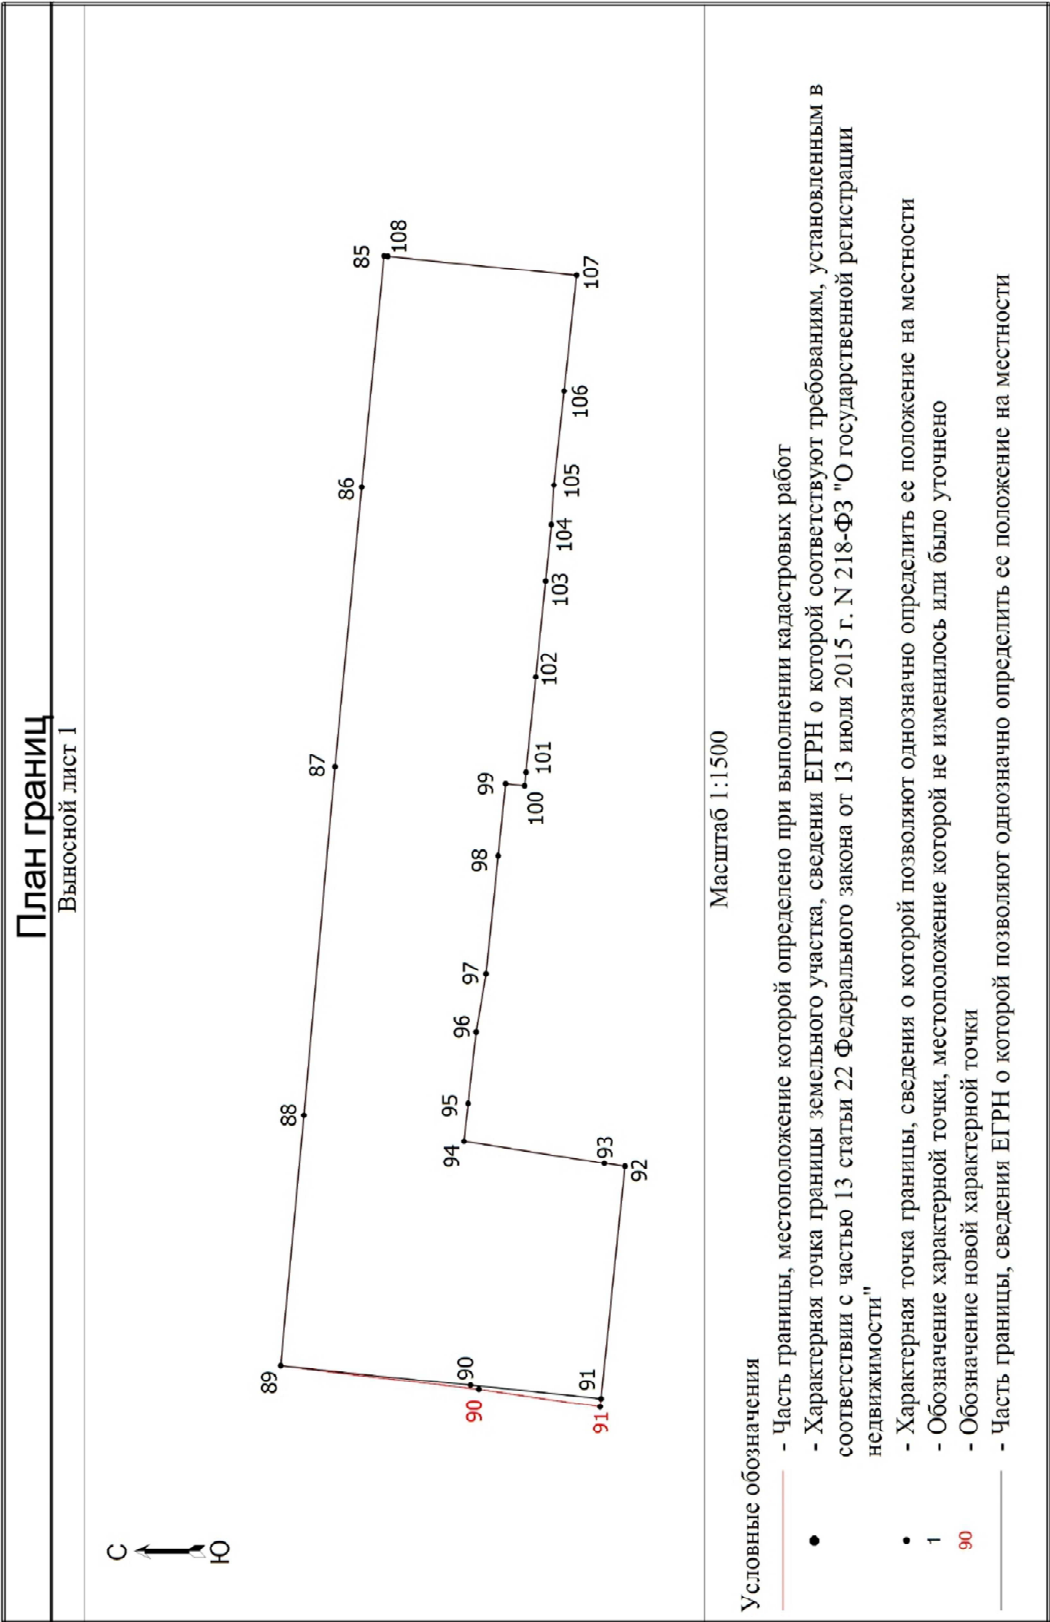 План границ
Выносной лист 1
С
Ю
85
108
86
87
88
89
90
90
91
91
92
93
94
95
96
97
98
99
100
101
102
103
104
105
106
107
Масштаб 1:1500
Условные обозначения
- Часть границы, местоположение которой определено при выполнении кадастровых работ
- Характерная точка границы земельного участка, сведения ЕГРН о которой соответствуют требованиям, установленным в
соответствии с частью 13 статьи 22 Федерального закона от 13 июля 2015 г. N 218-ФЗ "О государственной регистрации
недвижимости"
- Характерная точка границы, сведения о которой позволяют однозначно определить ее положение на местности
1 - Обозначение характерной точки, местоположение которой не изменилось или было уточнено
90 - Обозначение новой характерной точки
- Часть границы, сведения ЕГРН о которой позволяют однозначно определить ее положение на местности